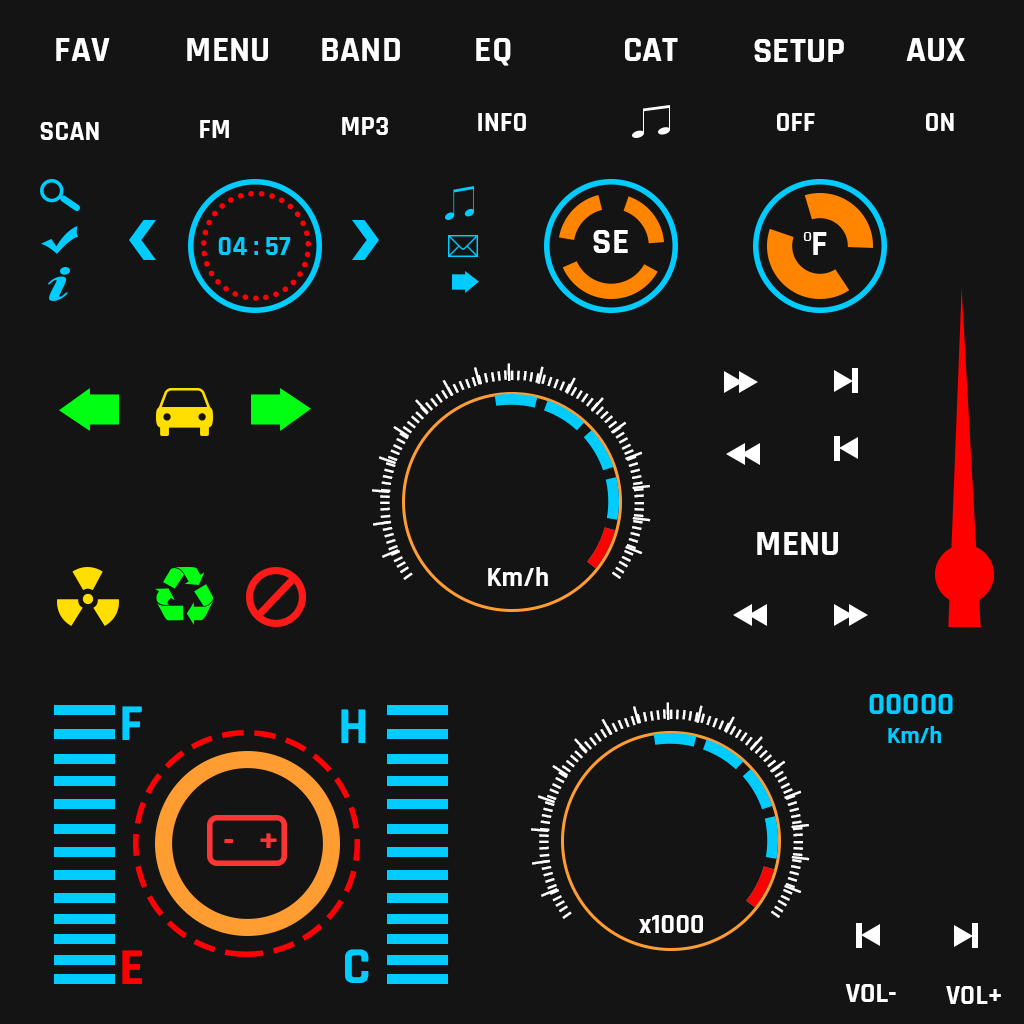 FAV MENU BAND EQ CAT SETUP AUX
SCAN FM MP3 INFO OFF ON
04:57
SE
°F
Km/h
MENU
F H
- +
E C
x1000
00000
Km/h
VOL- VOL+